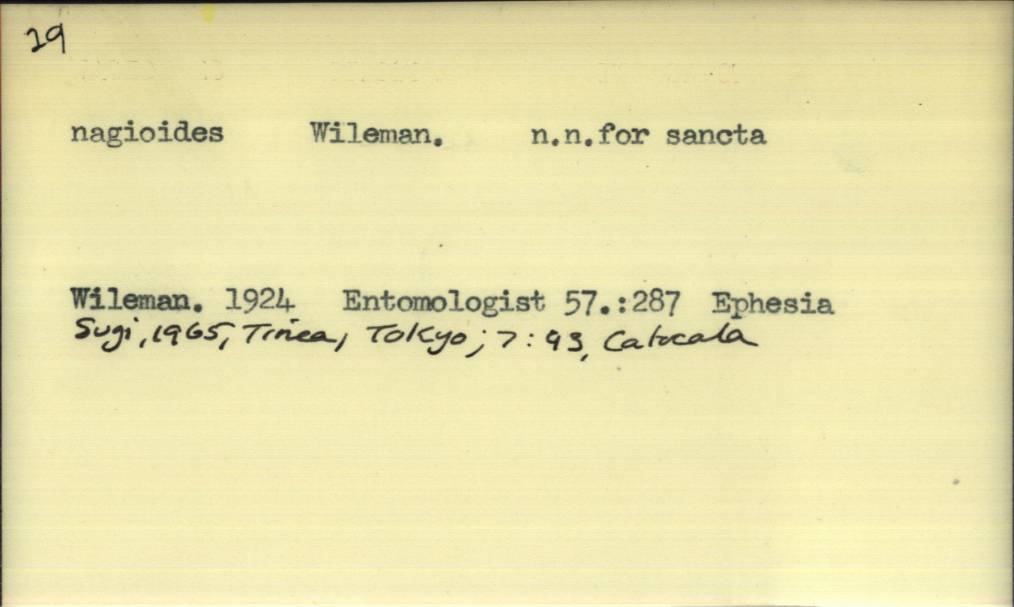 29
nagioides Wileman. n.n.for sancta
Wileman. 1924 Entomologist 57.:287 Ephesia
Sugi, 1965, Tinea, Tokyo; 7:93, Catocala